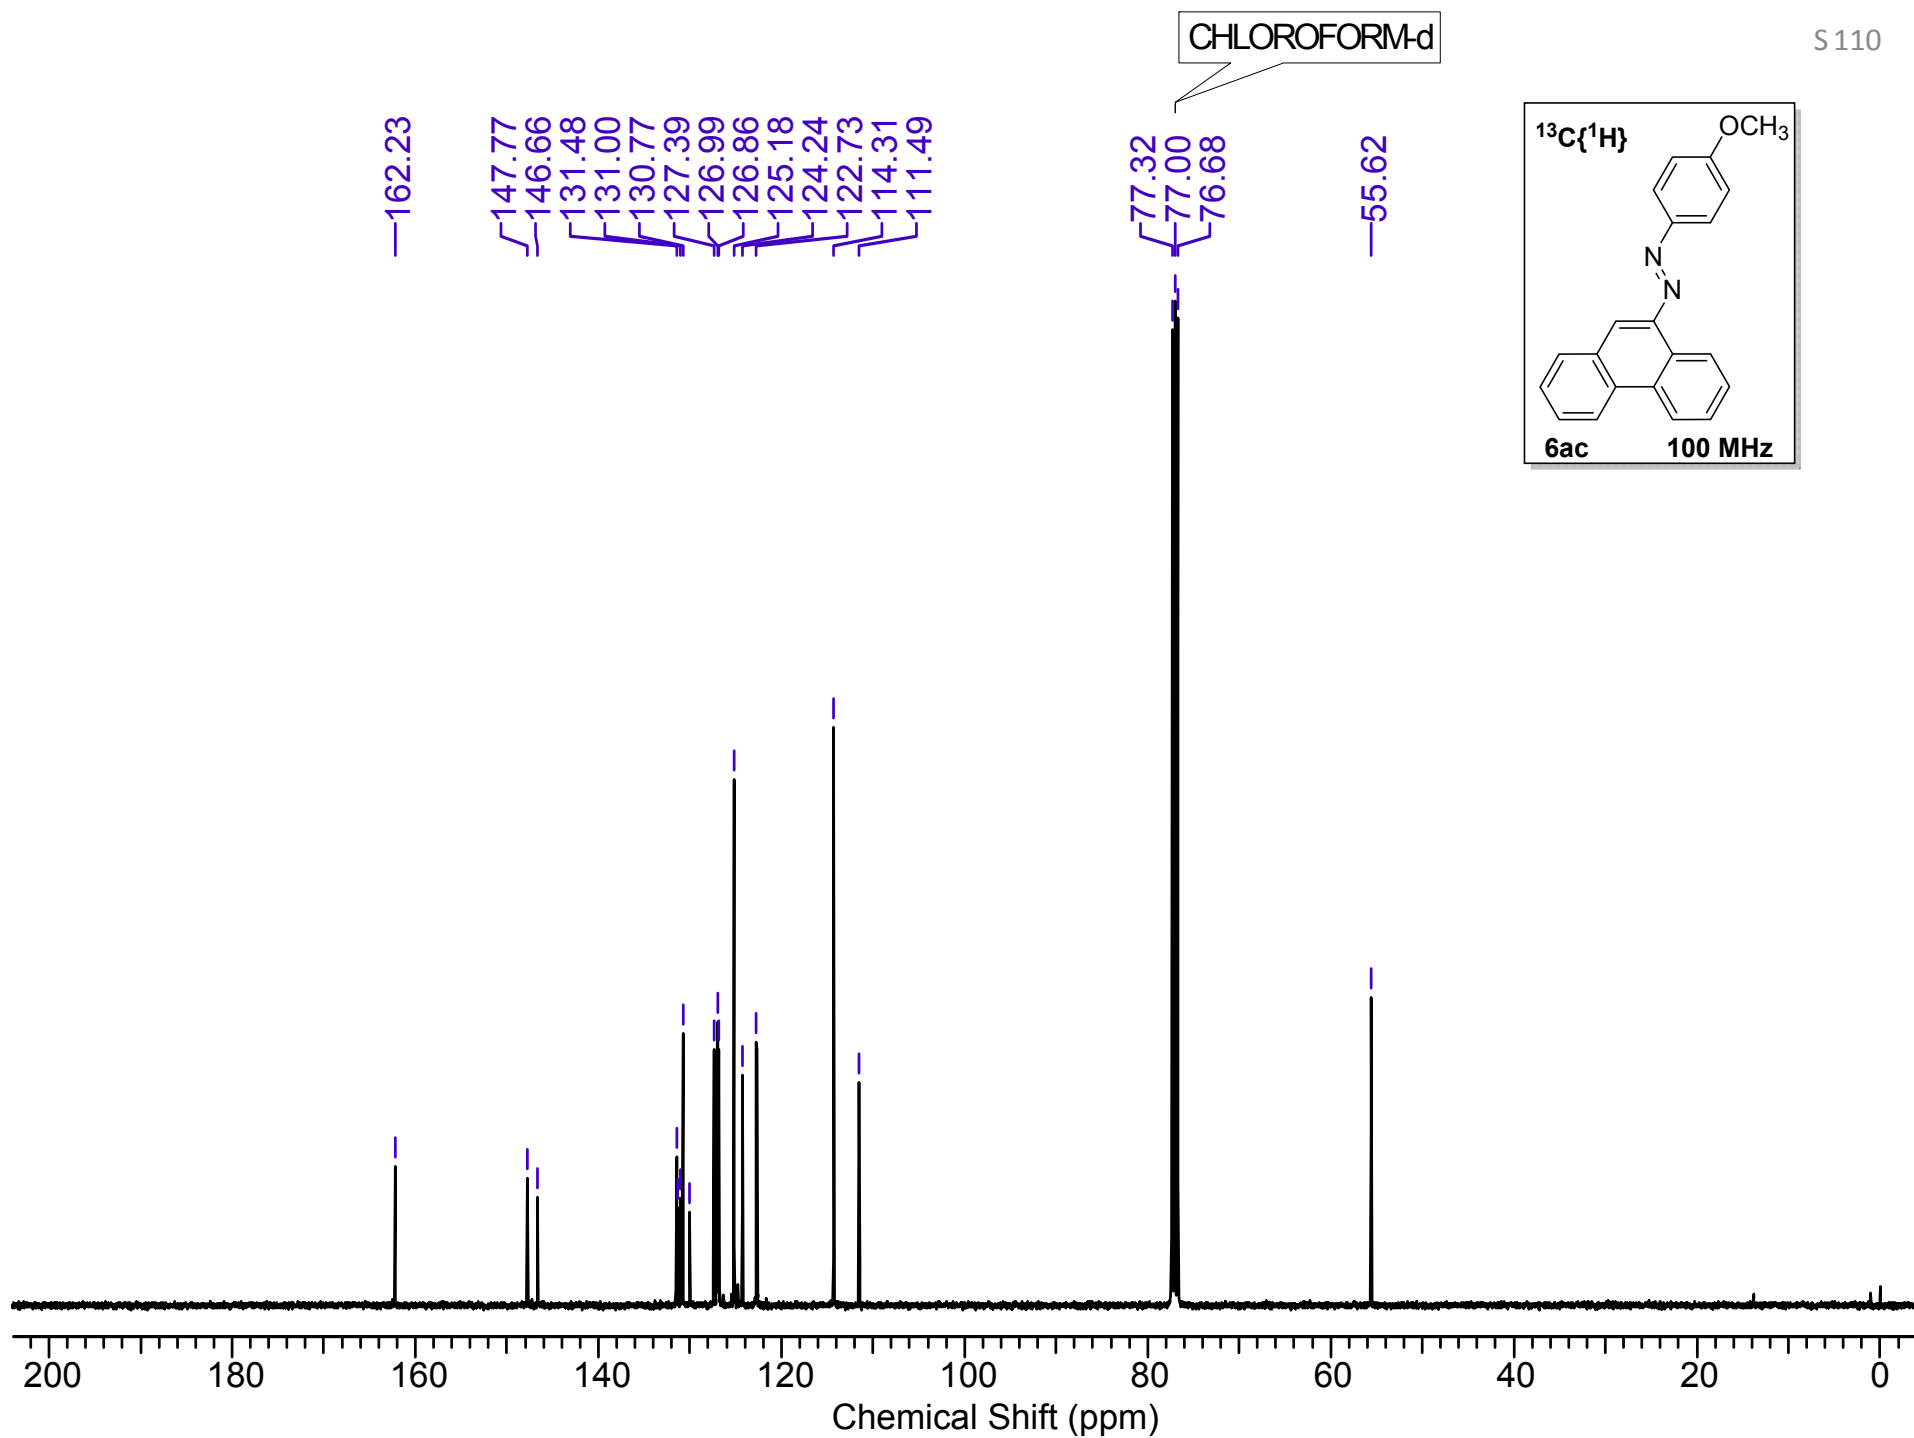 CHLOROFORM-d
S 110
162.23
147.77
146.66
131.48
131.00
130.77
127.39
126.99
126.86
125.18
124.24
122.73
114.31
111.49
77.32
77.00
76.68
55.62
¹³C{¹H}
OCH₃
N
N
6ac 100 MHz
200 180 160 140 120 100 80 60 40 20 0
Chemical Shift (ppm)